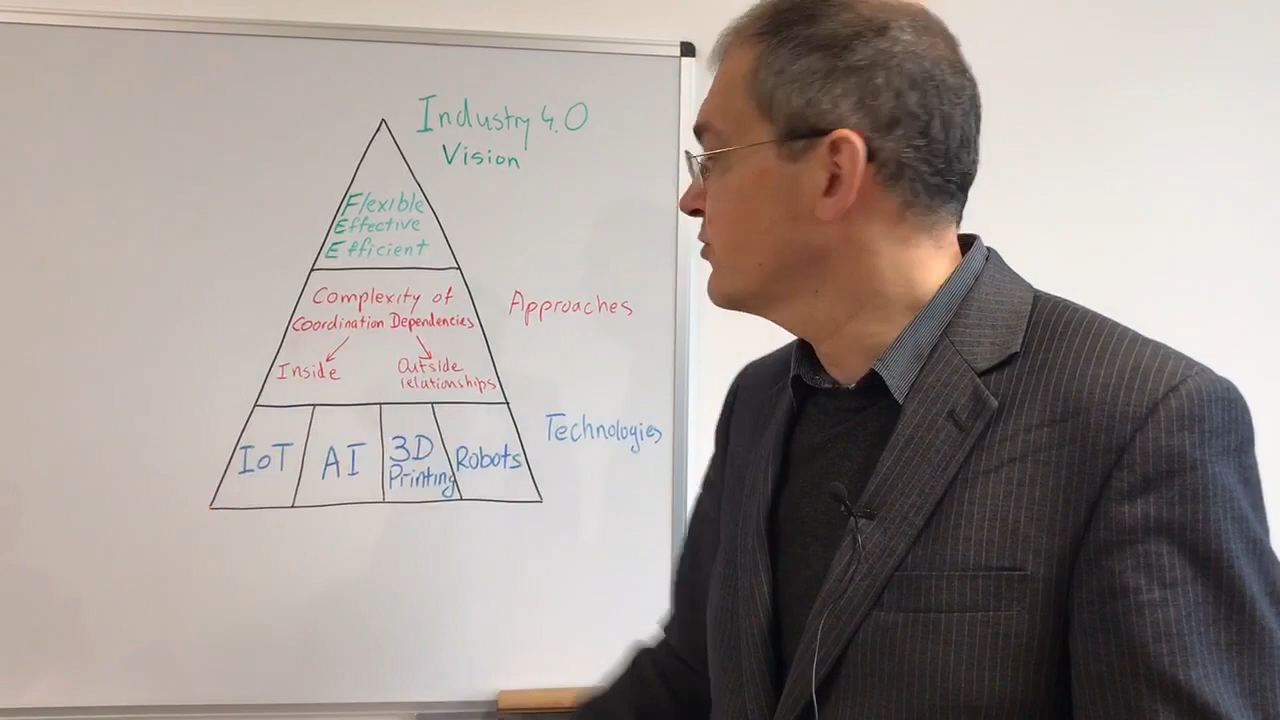 Industry 4.0
Vision
Flexible
Effective
Efficient
Complexity of
Coordination Dependencies
Approaches
Inside
Outside
relationships
Technologies
IoT
AI
3D
Printing
Robots